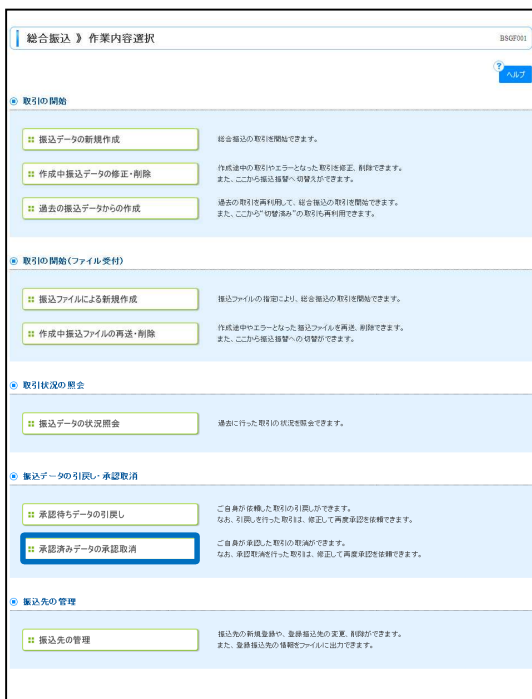 総合振込 》 作業内容選択
BSGF001
?
ヘルプ
取引の開始
振込データの新規作成
総合振込の取引を開始できます。
作成中振込データの修正・削除
作成途中の取引やエラーとなった取引を修正、削除できます。
また、ここから振込振替へ切替えができます。
過去の振込データからの作成
過去の取引を再利用して、総合振込の取引を開始できます。
また、ここから“切替済み”の取引も再利用できます。
取引の開始(ファイル受付)
振込ファイルによる新規作成
振込ファイルの指定により、総合振込の取引を開始できます。
作成中振込ファイルの再送・削除
作成途中やエラーとなった振込ファイルを再送、削除できます。
また、ここから振込振替への切替ができます。
取引状況の照会
振込データの状況照会
過去に行った取引の状況を照会できます。
振込データの引戻し・承認取消
承認待ちデータの引戻し
ご自身が依頼した取引の引戻しができます。
なお、引戻しを行った取引は、修正して再度承認を依頼できます。
承認済みデータの承認取消
ご自身が承認した取引の取消ができます。
なお、承認取消を行った取引は、修正して再度承認を依頼できます。
振込先の管理
振込先の管理
振込先の新規登録や、登録振込先の変更、削除ができます。
また、登録振込先の情報をファイルに出力できます。